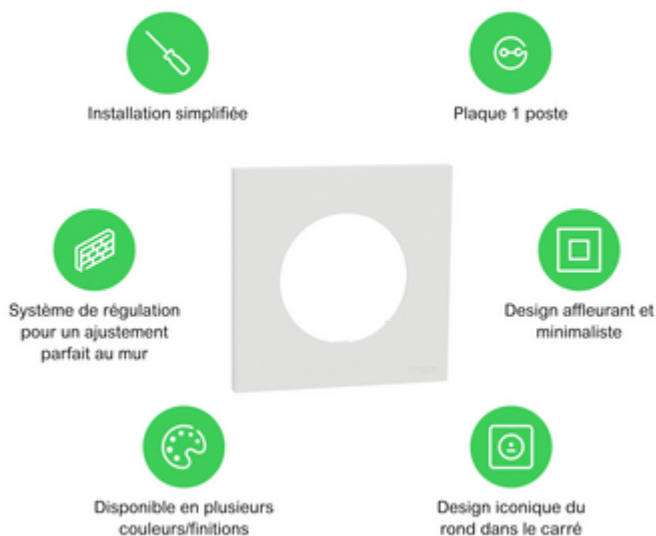 Installation simplifiée
Plaque 1 poste
Système de régulation
pour un ajustement
parfait au mur
Design affleurant et
minimaliste
Disponible en plusieurs
couleurs/finitions
Design iconique du
rond dans le carré